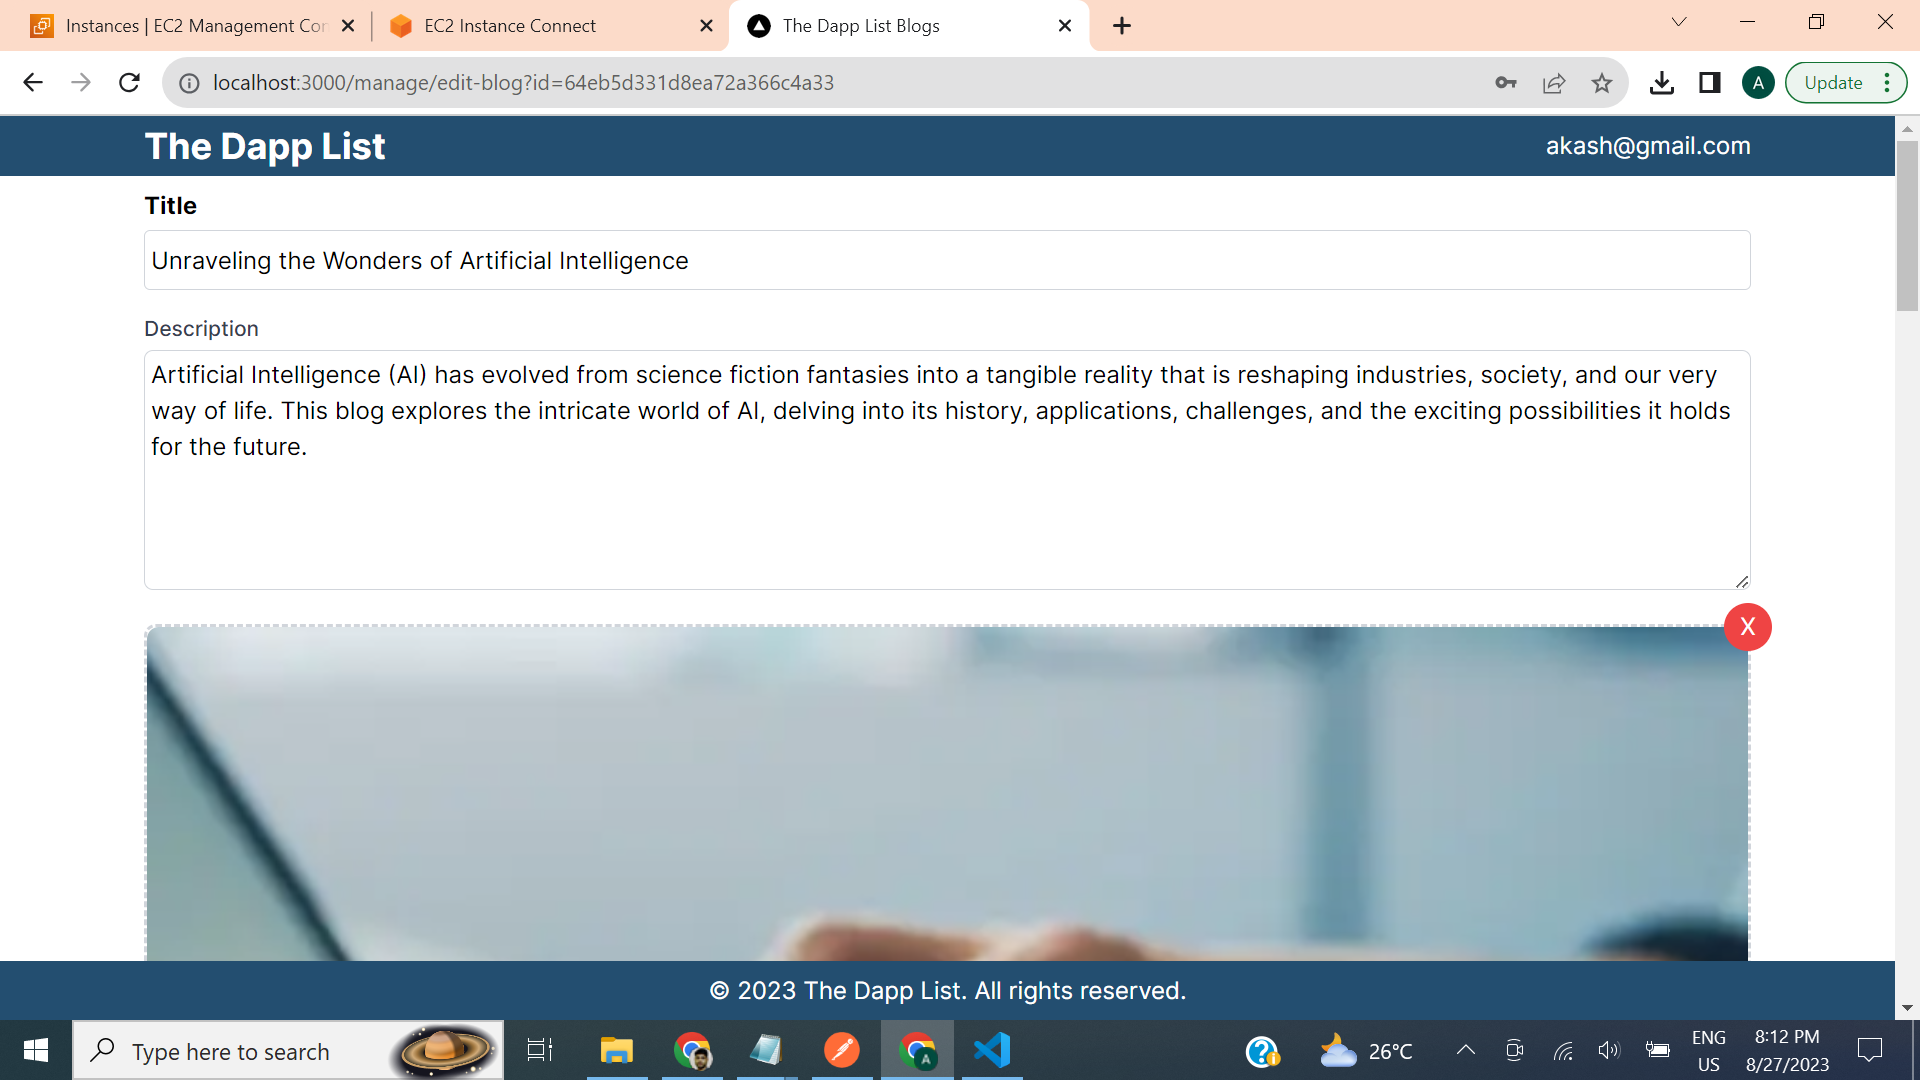 Instances | EC2 Management Con
EC2 Instance Connect
The Dapp List Blogs
localhost:3000/manage/edit-blog?id=64eb5d331d8ea72a366c4a33
A
Update
The Dapp List
akash@gmail.com
Title
Unraveling the Wonders of Artificial Intelligence
Description
Artificial Intelligence (AI) has evolved from science fiction fantasies into a tangible reality that is reshaping industries, society, and our very
way of life. This blog explores the intricate world of AI, delving into its history, applications, challenges, and the exciting possibilities it holds
for the future.
X
© 2023 The Dapp List. All rights reserved.
Type here to search
A
26°C
ENG
US
8:12 PM
8/27/2023